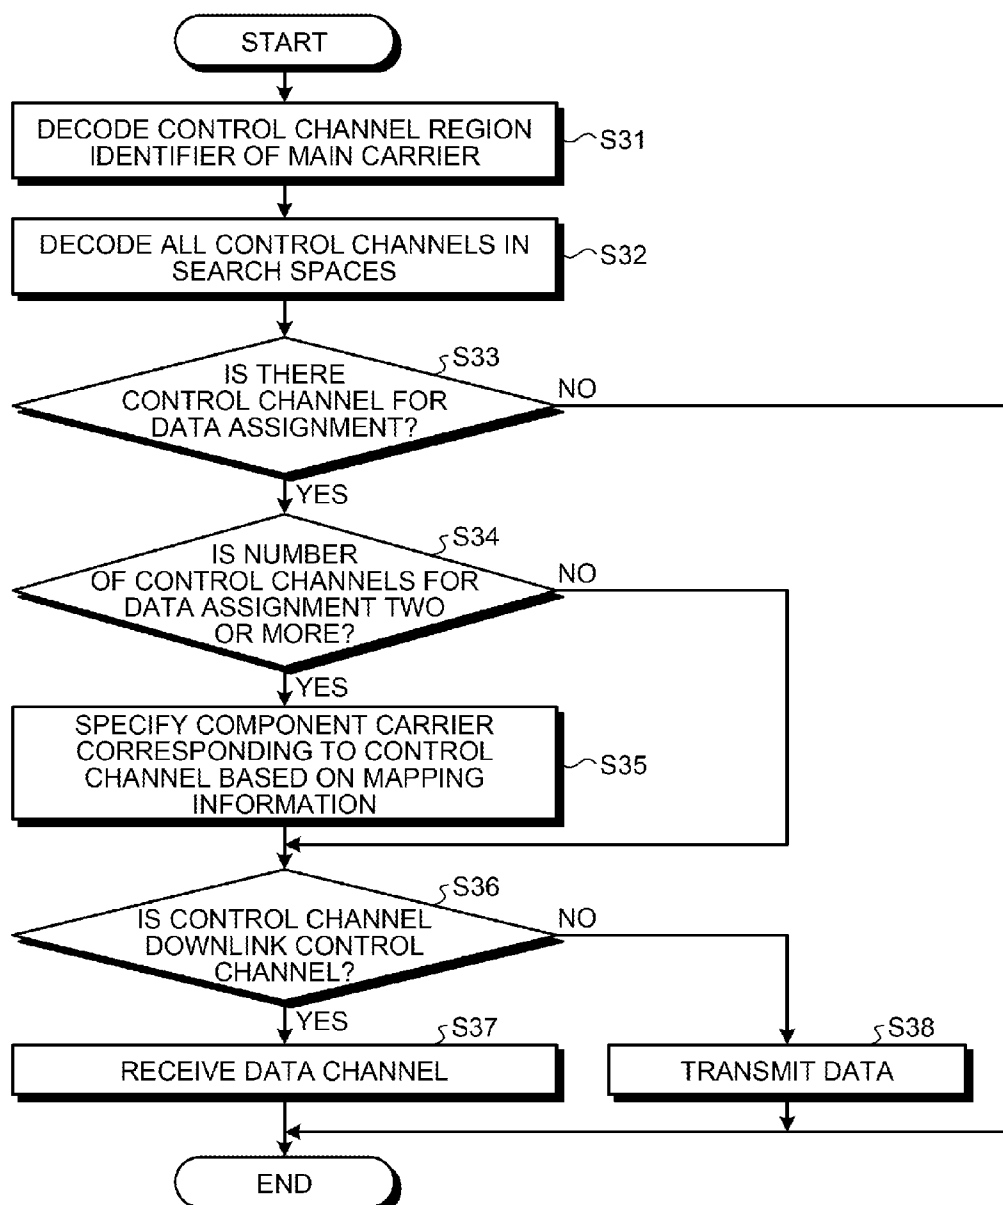 START
DECODE CONTROL CHANNEL REGION
IDENTIFIER OF MAIN CARRIER
S31
DECODE ALL CONTROL CHANNELS IN
SEARCH SPACES
S32
S33
IS THERE
CONTROL CHANNEL FOR
DATA ASSIGNMENT?
NO
YES
S34
IS NUMBER
OF CONTROL CHANNELS FOR
DATA ASSIGNMENT TWO
OR MORE?
NO
YES
SPECIFY COMPONENT CARRIER
CORRESPONDING TO CONTROL
CHANNEL BASED ON MAPPING
INFORMATION
S35
S36
IS CONTROL CHANNEL
DOWNLINK CONTROL
CHANNEL?
NO
YES
S37
RECEIVE DATA CHANNEL
S38
TRANSMIT DATA
END